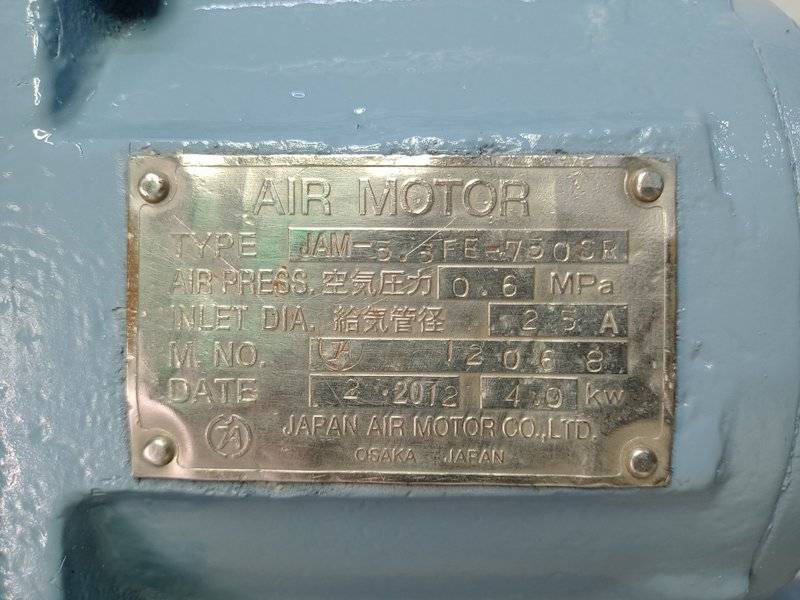 AIR MOTOR
TYPE JAM-5.5FE-750SR
AIR PRESS. 空気圧力 0.6 MPa
INLET DIA. 給気管径 25 A
M. NO. 12068
DATE 2.2012 4.0 kw
JAPAN AIR MOTOR CO.,LTD.
OSAKA JAPAN